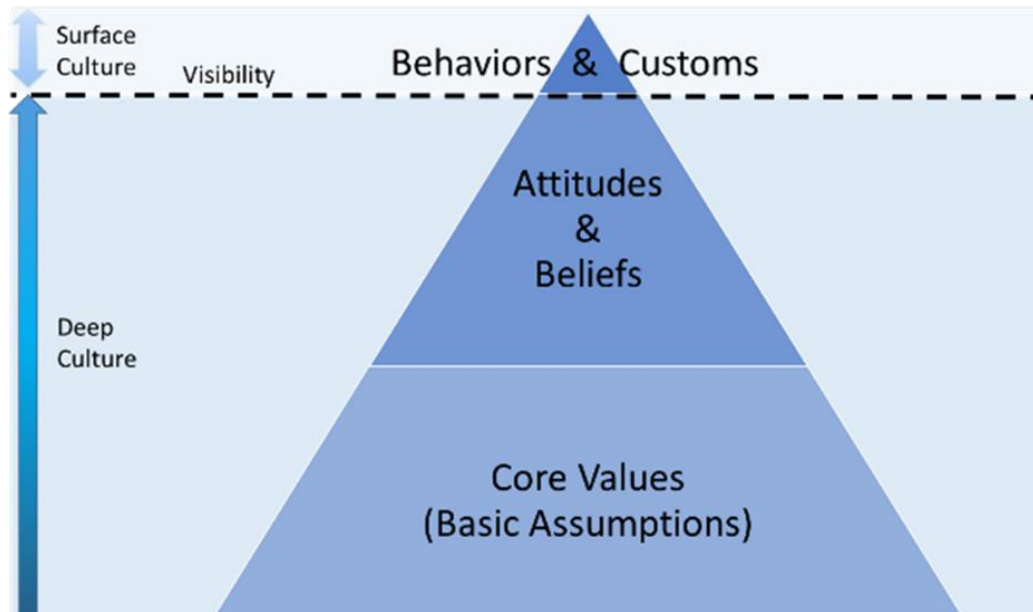 Surface
Culture
Visibility
Behaviors & Customs
Attitudes
&
Beliefs
Deep
Culture
Core Values
(Basic Assumptions)